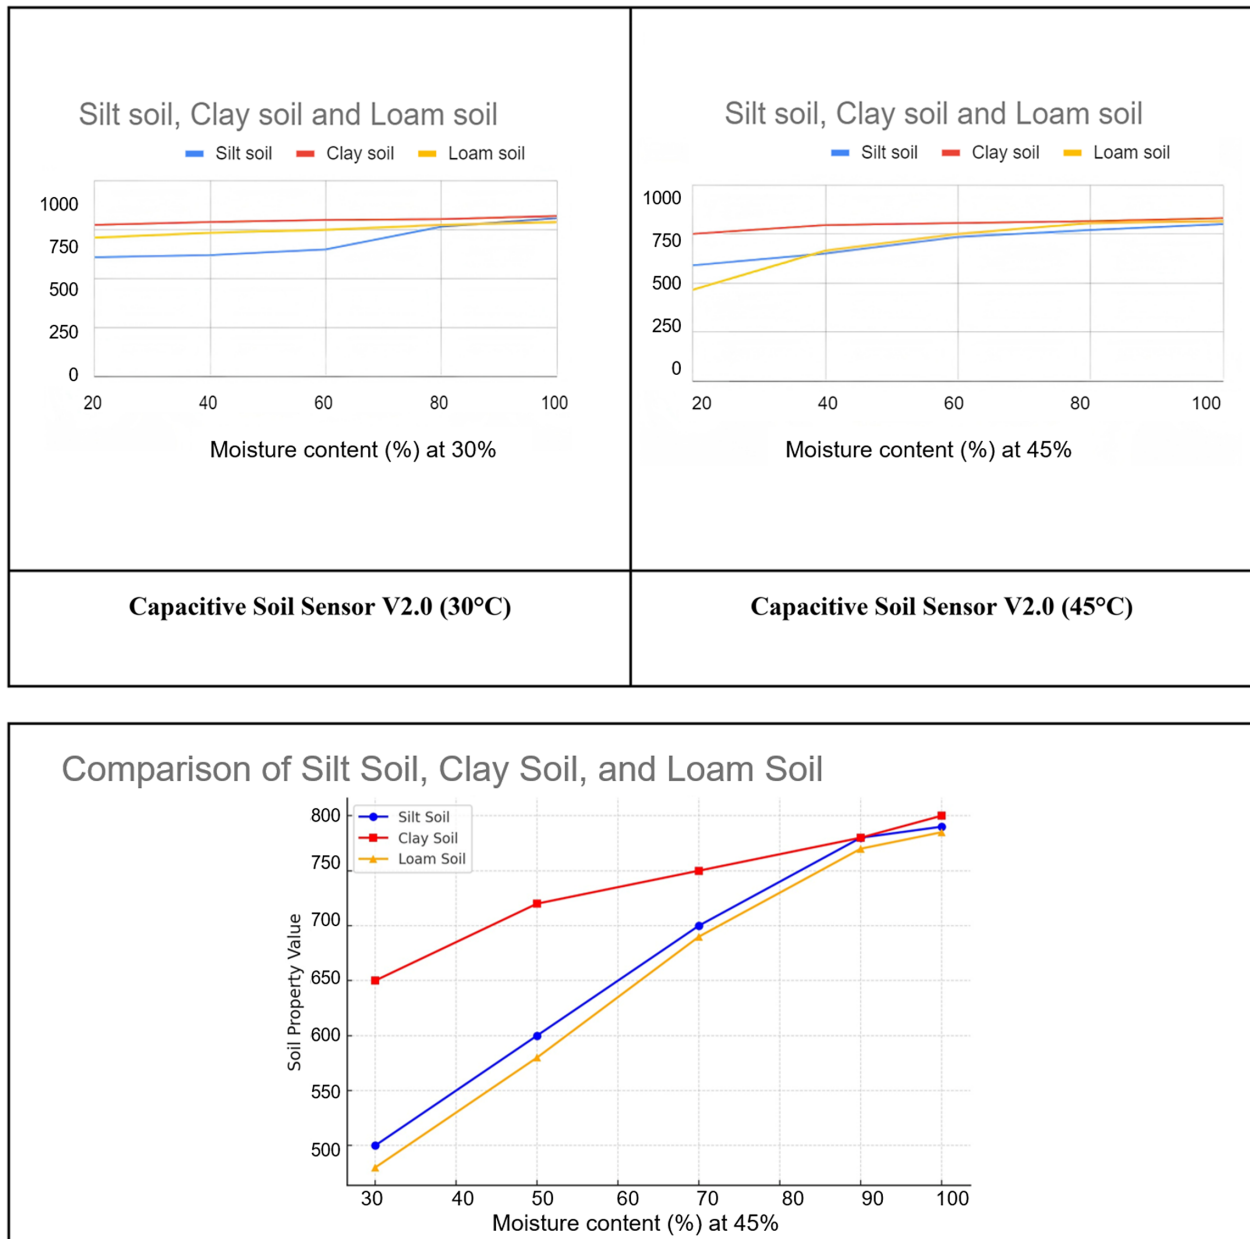 Silt soil, Clay soil and Loam soil
Silt soil Clay soil Loam soil
1000
750
500
250
0
20 40 60 80 100
Moisture content (%) at 30%
Silt soil, Clay soil and Loam soil
Silt soil Clay soil Loam soil
1000
750
500
250
0
20 40 60 80 100
Moisture content (%) at 45%
Capacitive Soil Sensor V2.0 (30°C)
Capacitive Soil Sensor V2.0 (45°C)
Comparison of Silt Soil, Clay Soil, and Loam Soil
Silt Soil
Clay Soil
Loam Soil
Soil Property Value
800
750
700
650
600
550
500
30 40 50 60 70 80 90 100
Moisture content (%) at 45%